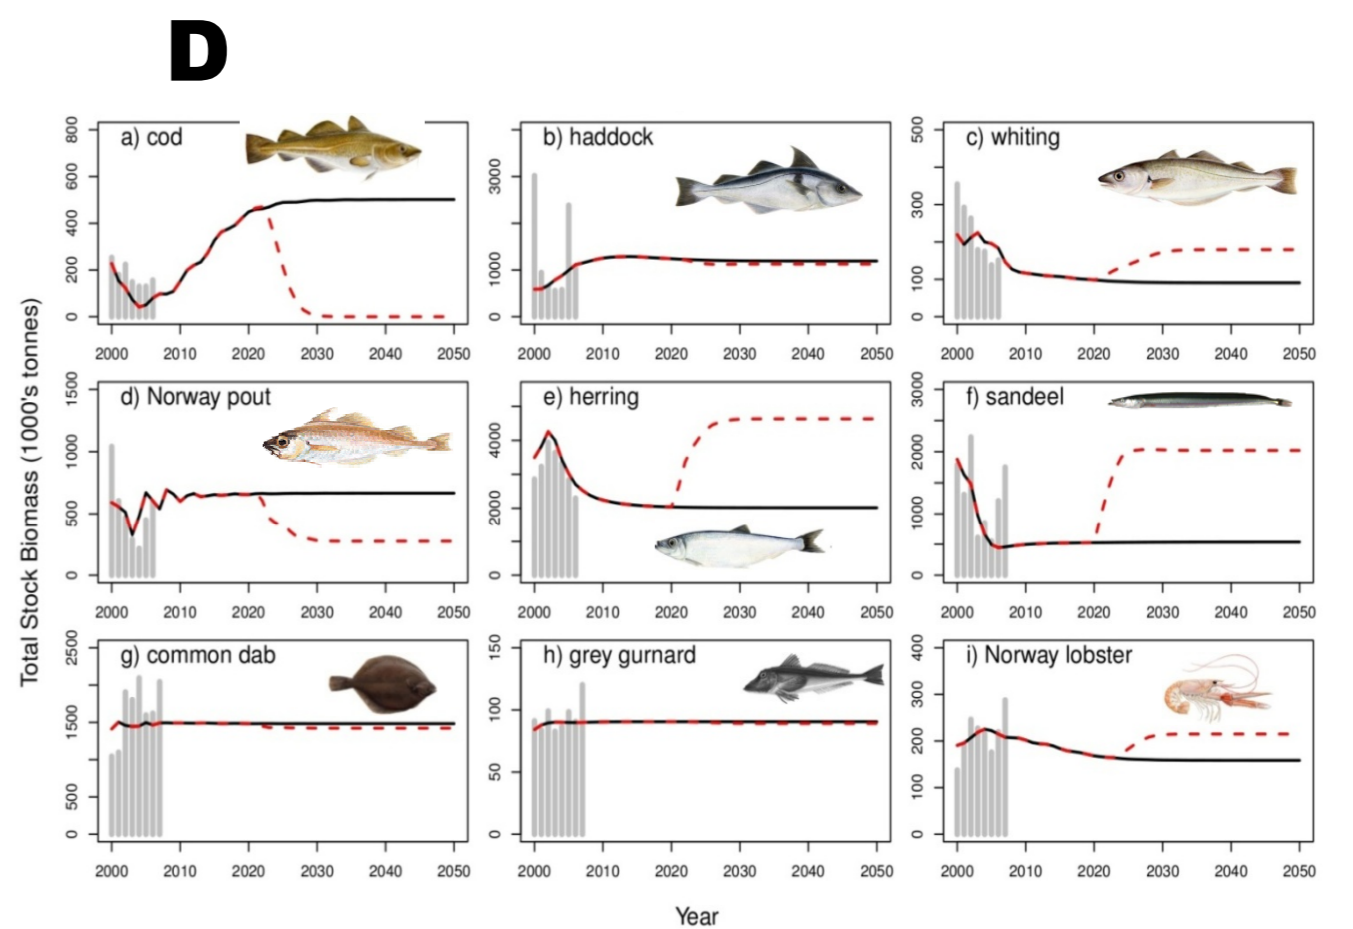 D
a) cod
b) haddock
c) whiting
800
600
400
200
0
3000
1000
0
500
300
100
0
2000 2010 2020 2030 2040 2050
2000 2010 2020 2030 2040 2050
2000 2010 2020 2030 2040 2050
d) Norway pout
e) herring
f) sandeel
1500
1000
500
0
4000
2000
0
3000
2000
1000
0
2000 2010 2020 2030 2040 2050
2000 2010 2020 2030 2040 2050
2000 2010 2020 2030 2040 2050
g) common dab
h) grey gurnard
i) Norway lobster
2500
1500
500
0
150
100
50
0
400
300
200
100
0
2000 2010 2020 2030 2040 2050
2000 2010 2020 2030 2040 2050
2000 2010 2020 2030 2040 2050
Total Stock Biomass (1000's tonnes)
Year